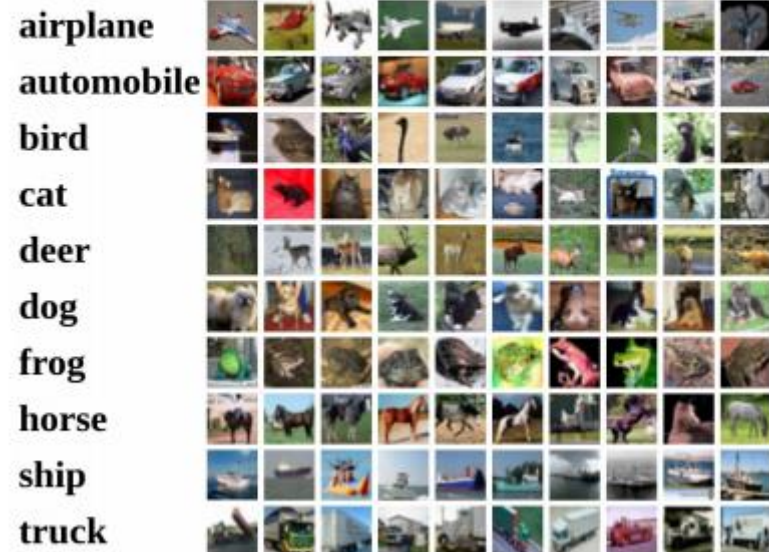 airplane
automobile
bird
cat
deer
dog
frog
horse
ship
truck